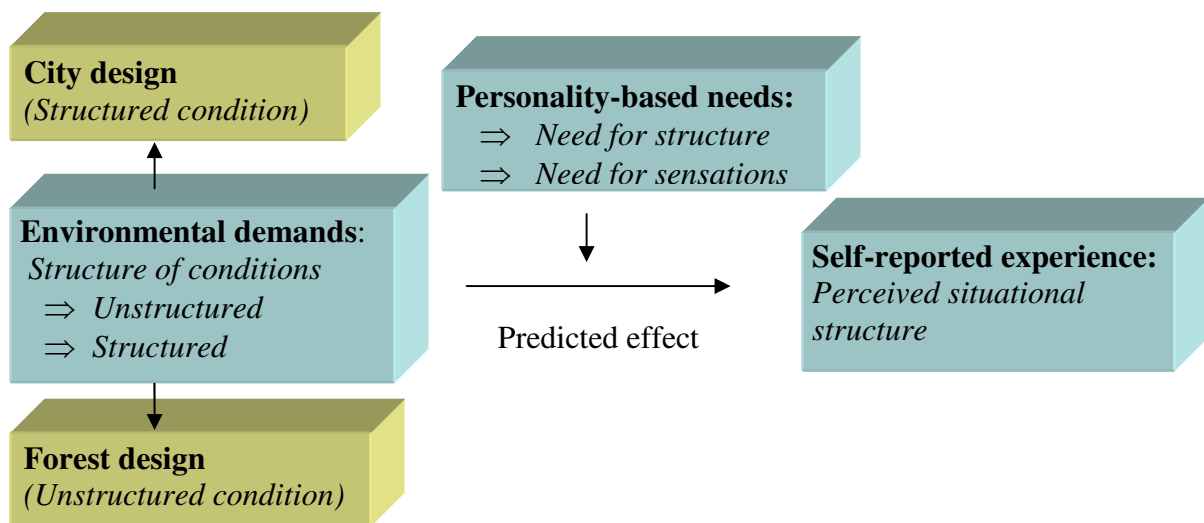 City design
(Structured condition)
Personality-based needs:
⇒ Need for structure
⇒ Need for sensations
Environmental demands:
Structure of conditions
⇒ Unstructured
⇒ Structured
Predicted effect
Self-reported experience:
Perceived situational
structure
Forest design
(Unstructured condition)